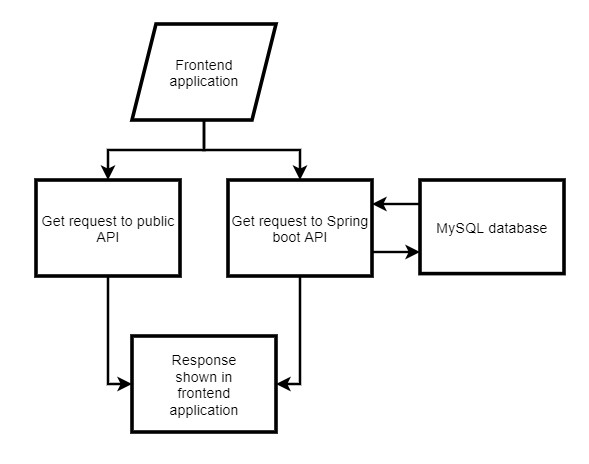 Frontend
application
Get request to public
API
Get request to Spring
boot API
MySQL database
Response
shown in
frontend
application